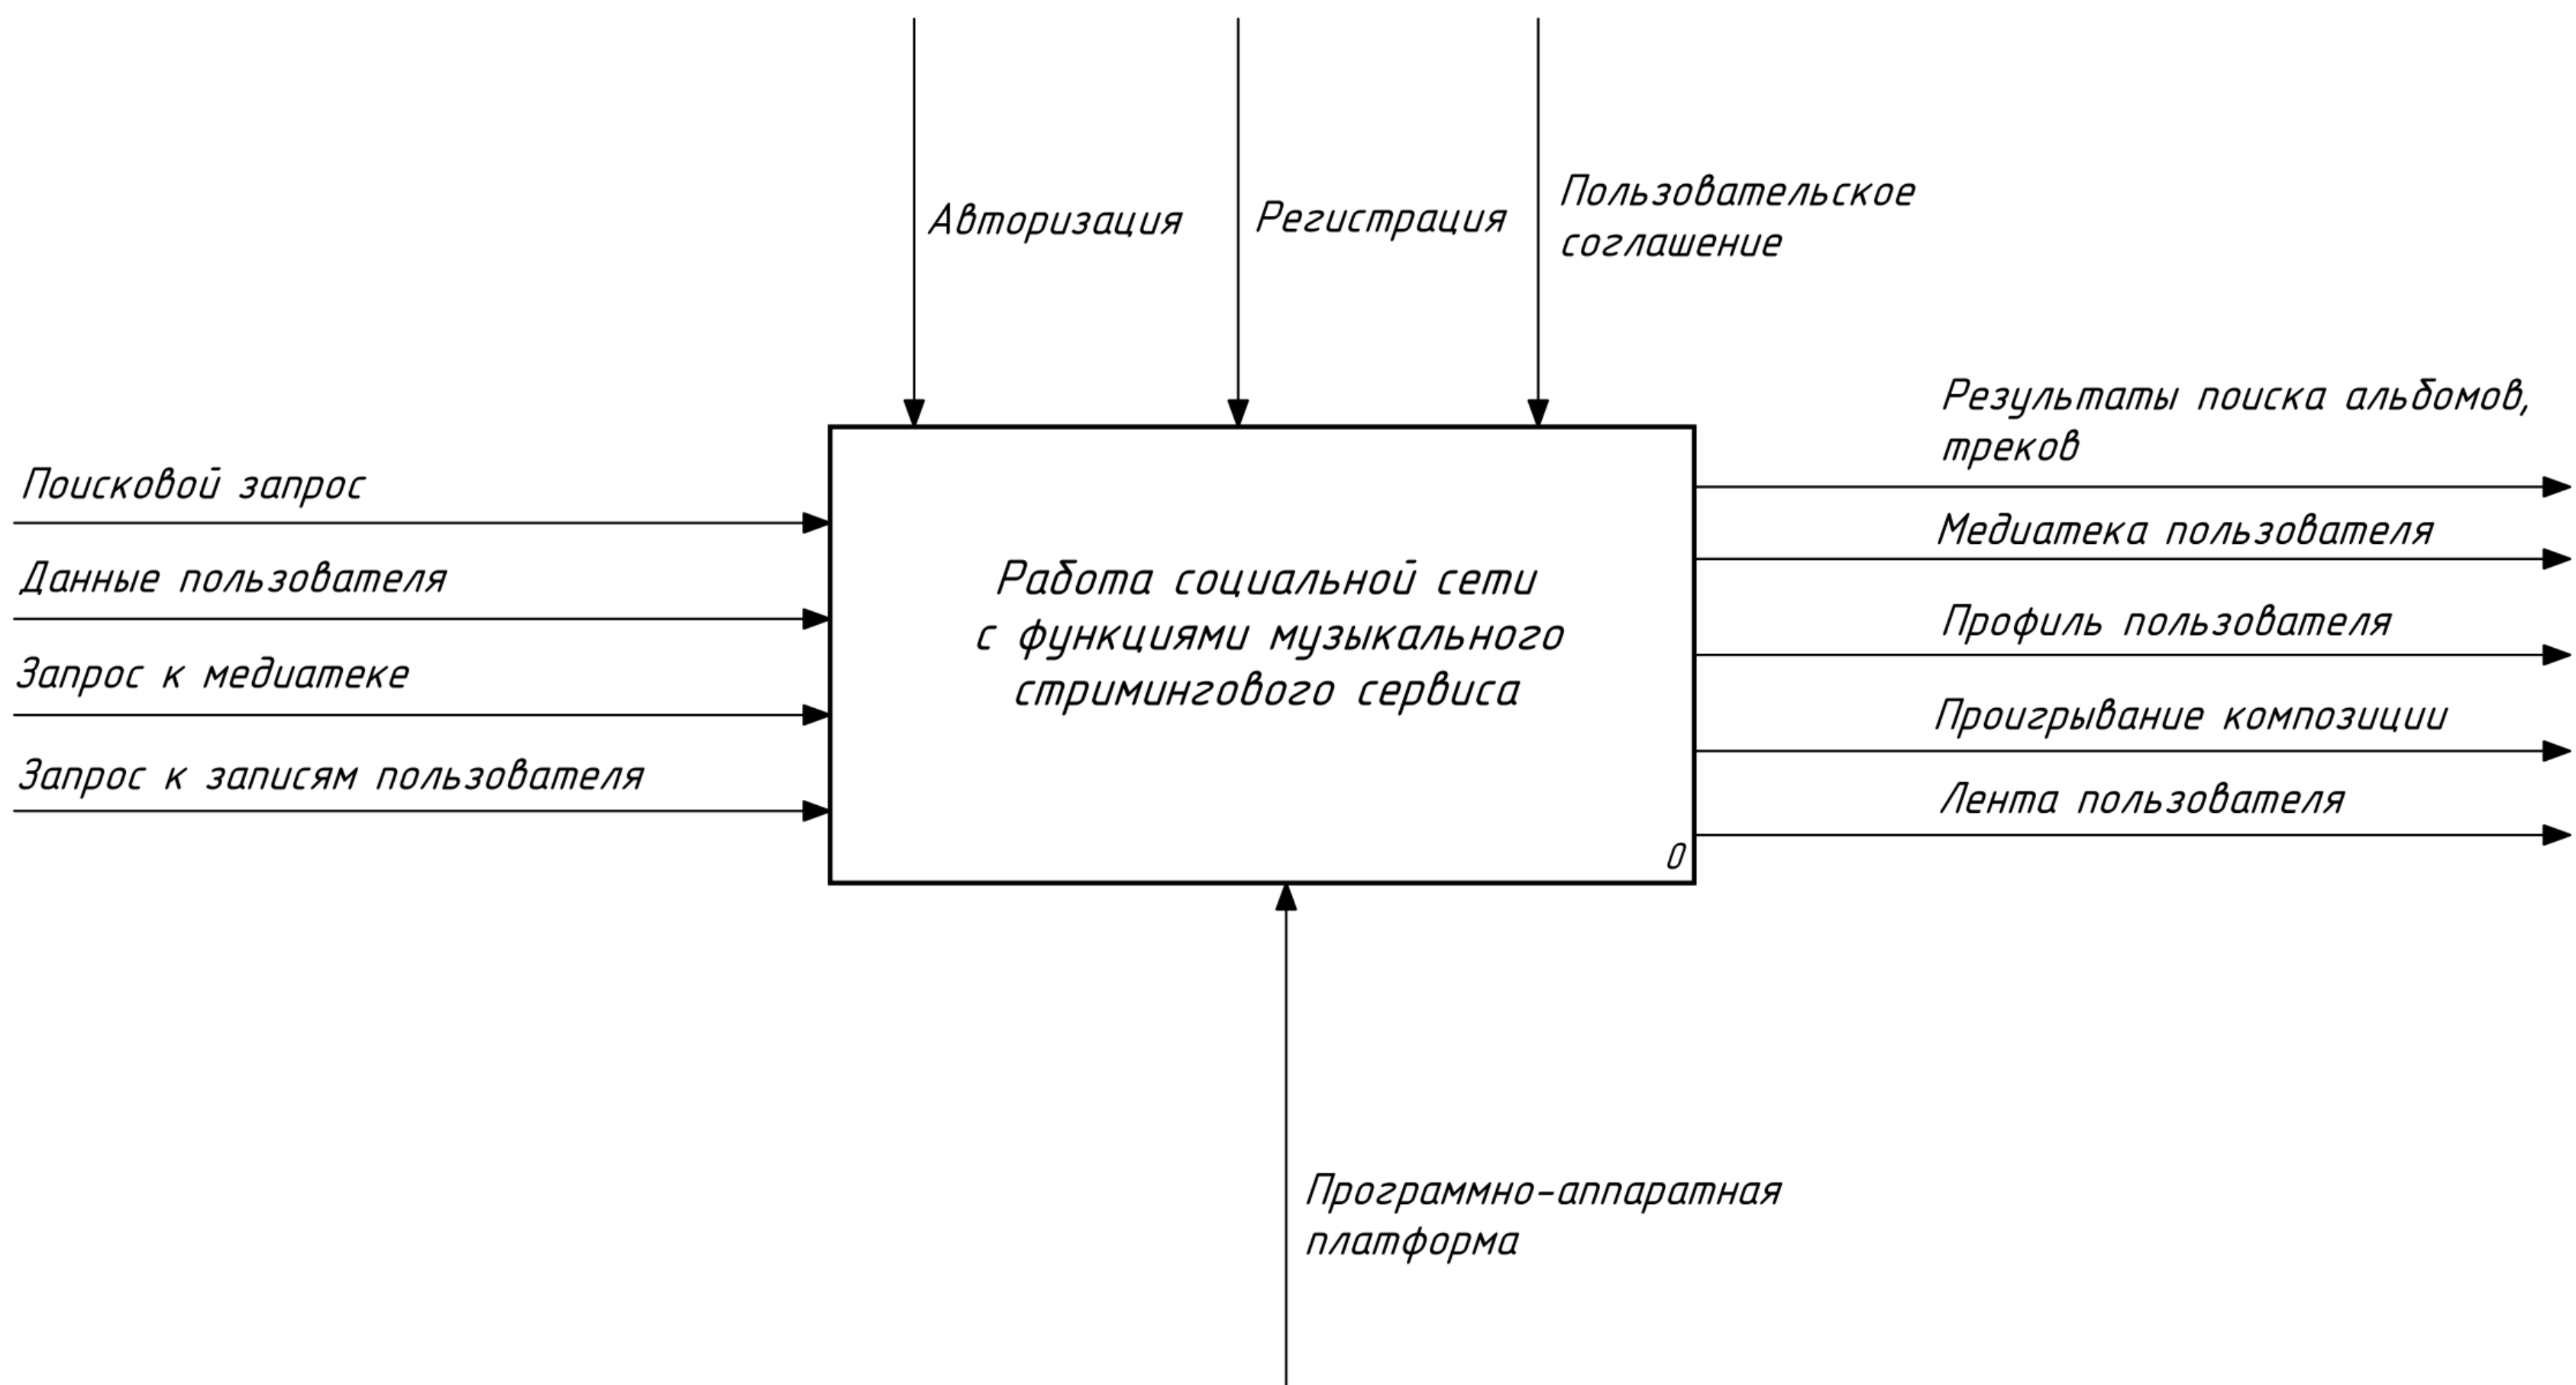 Авторизация
Регистрация
Пользовательское
соглашение
Поисковой запрос
Данные пользователя
Запрос к медиатеке
Запрос к записям пользователя
Работа социальной сети
с функциями музыкального
стримингового сервиса
0
Результаты поиска альбомов,
треков
Медиатека пользователя
Профиль пользователя
Проигрывание композиции
Лента пользователя
Программно-аппаратная
платформа